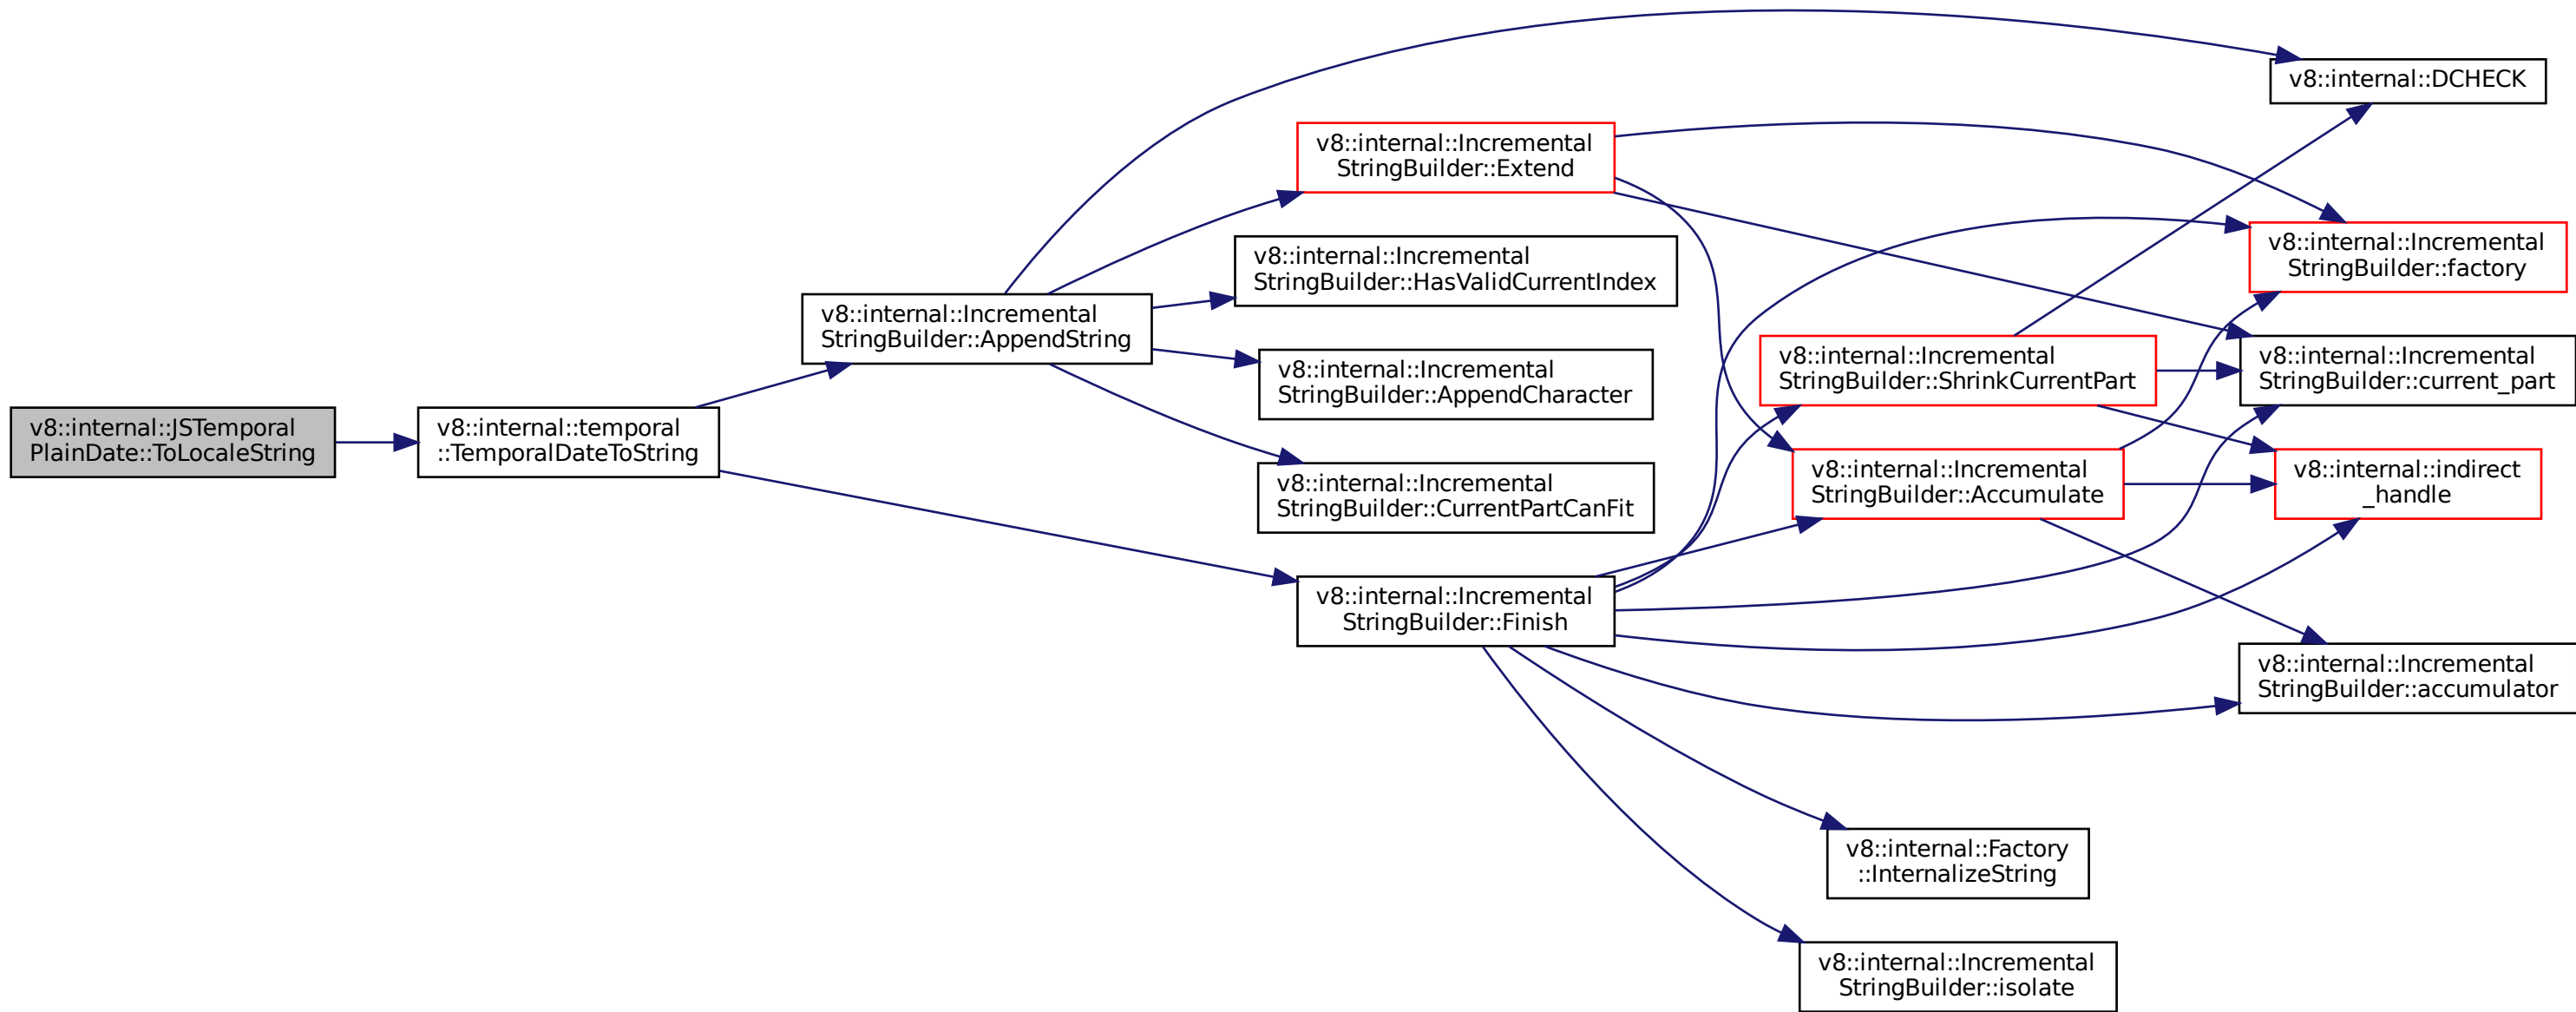 v8::internal::JSTemporal
PlainDate::ToLocaleString
v8::internal::temporal
::TemporalDateToString
v8::internal::Incremental
StringBuilder::AppendString
v8::internal::Incremental
StringBuilder::Extend
v8::internal::Incremental
StringBuilder::HasValidCurrentIndex
v8::internal::Incremental
StringBuilder::AppendCharacter
v8::internal::Incremental
StringBuilder::CurrentPartCanFit
v8::internal::Incremental
StringBuilder::Finish
v8::internal::Incremental
StringBuilder::ShrinkCurrentPart
v8::internal::Incremental
StringBuilder::Accumulate
v8::internal::Factory
::InternalizeString
v8::internal::Incremental
StringBuilder::isolate
v8::internal::DCHECK
v8::internal::Incremental
StringBuilder::factory
v8::internal::Incremental
StringBuilder::current_part
v8::internal::indirect
_handle
v8::internal::Incremental
StringBuilder::accumulator